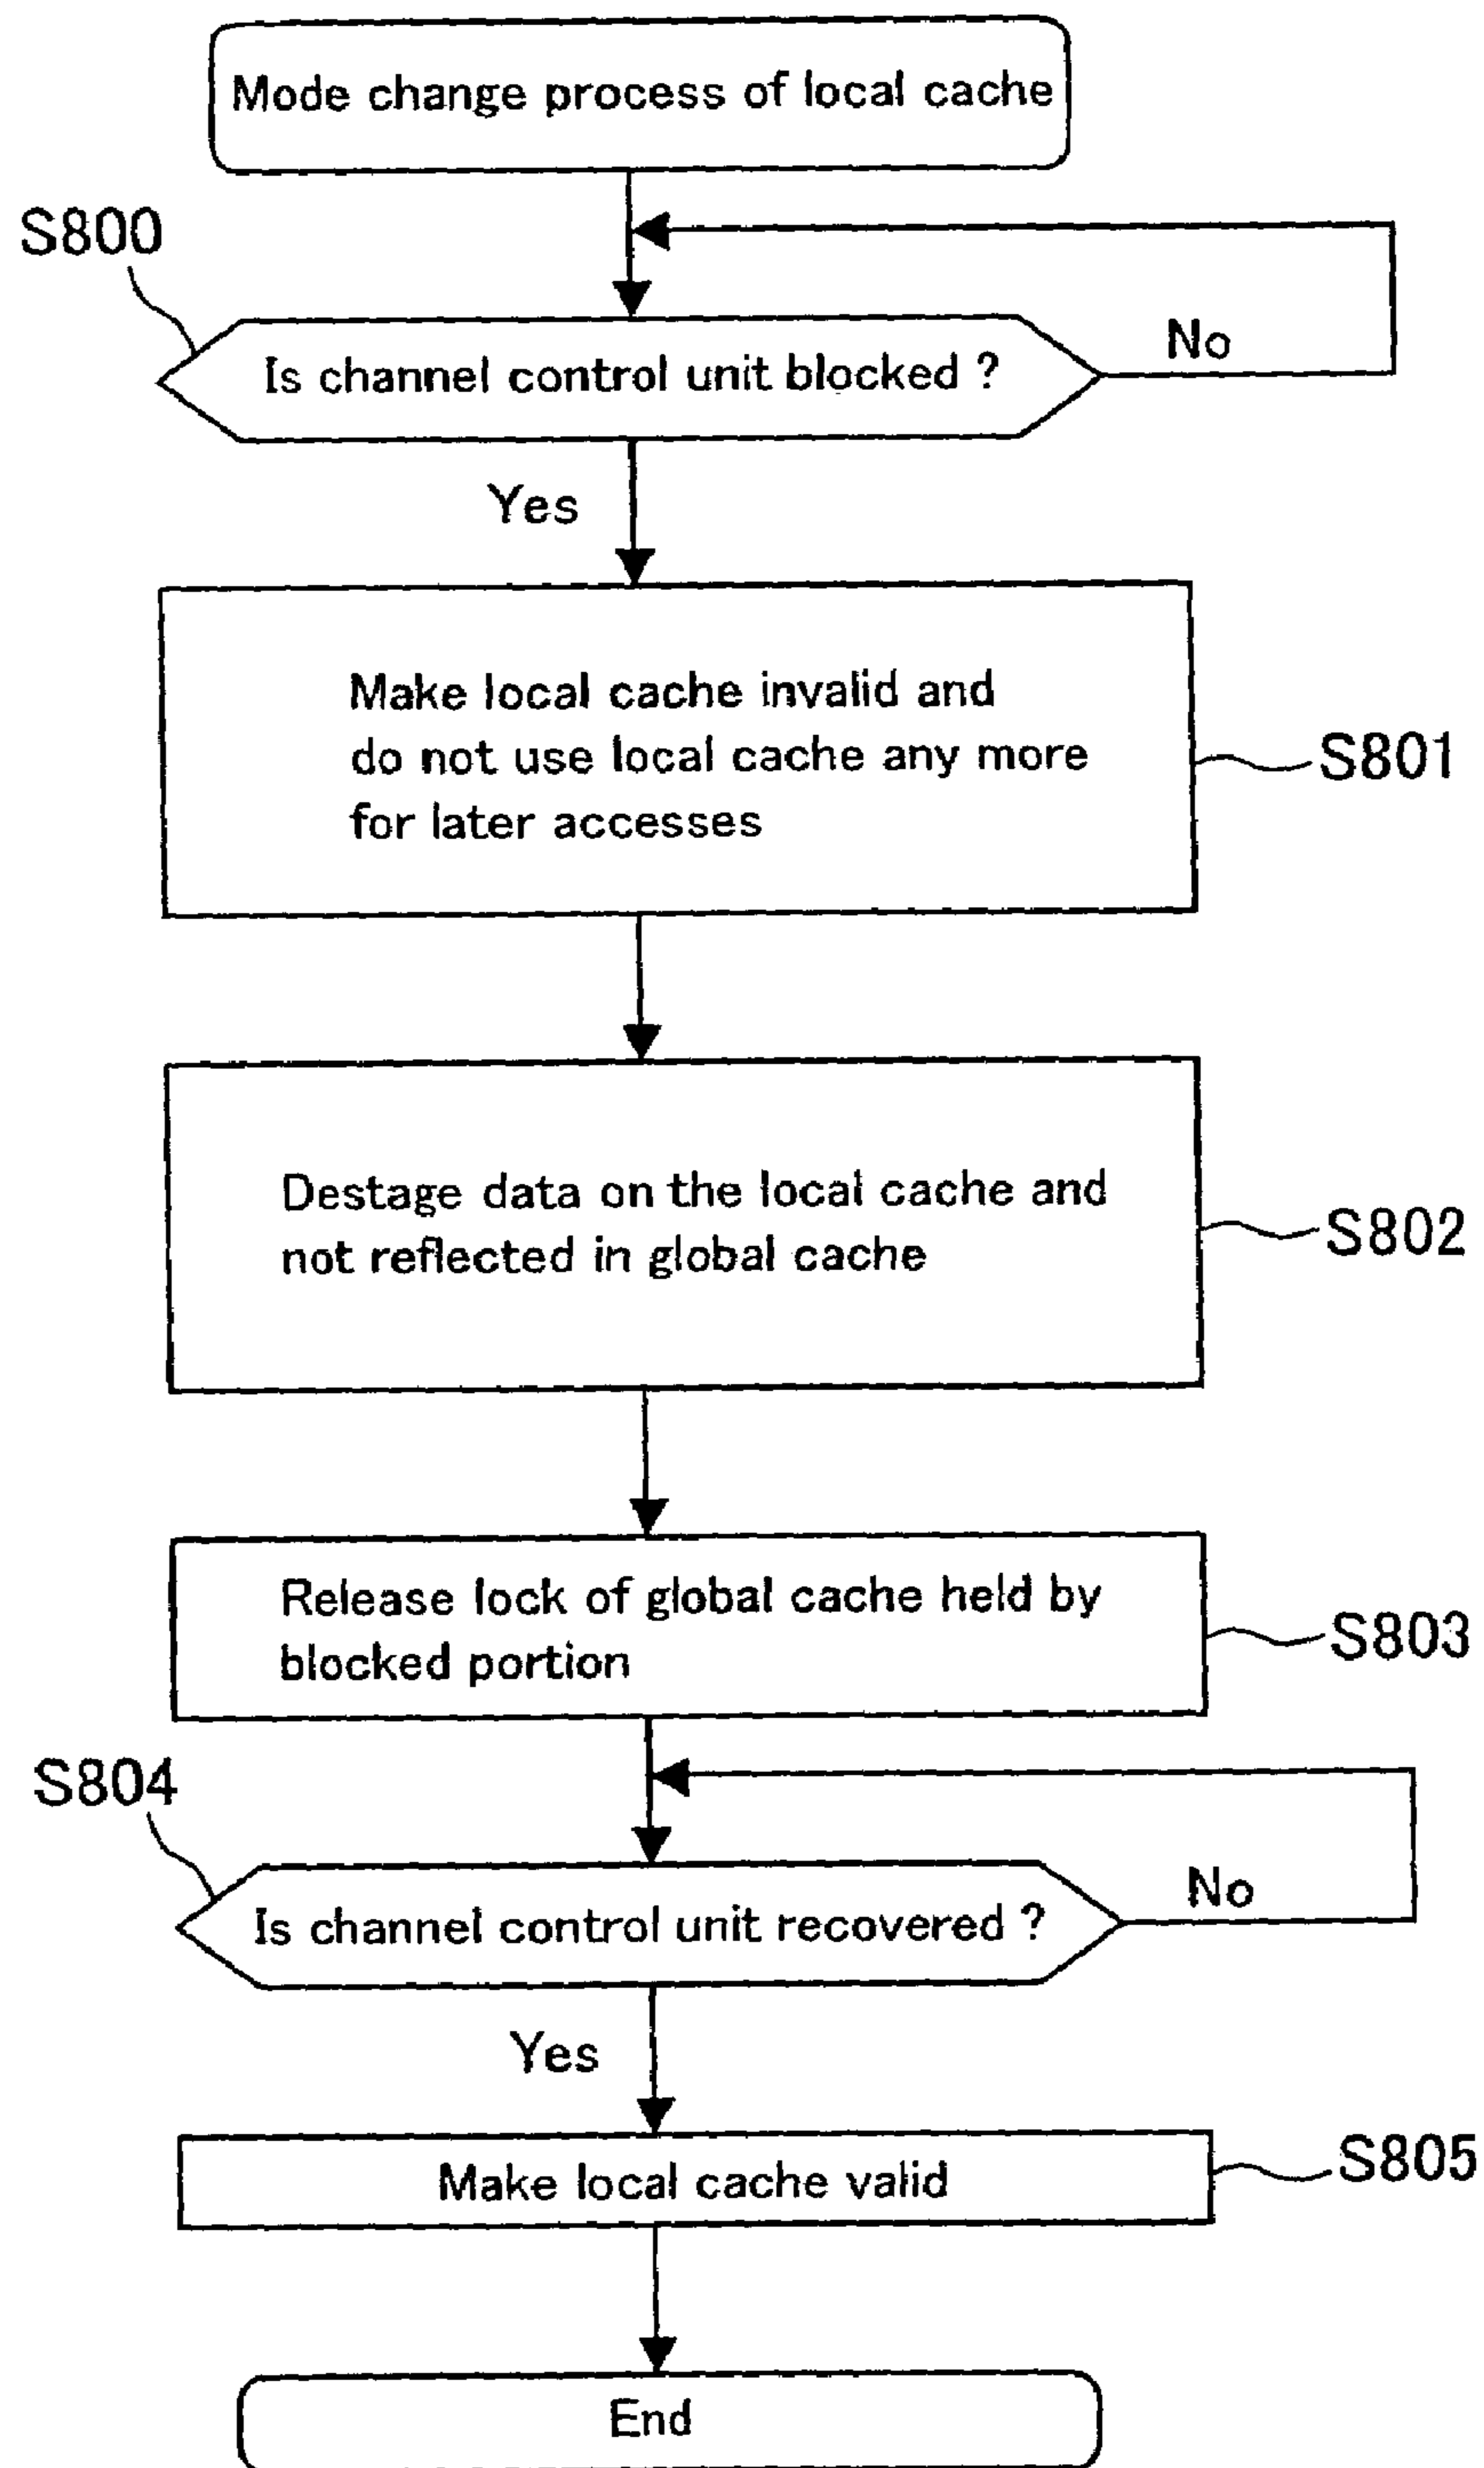 Mode change process of local cache
S800
No
Is channel control unit blocked ?
Yes
Make local cache invalid and
do not use local cache any more
for later accesses
S801
Destage data on the local cache and
not reflected in global cache
S802
Release lock of global cache held by
blocked portion
S803
S804
No
Is channel control unit recovered ?
Yes
Make local cache valid
S805
End